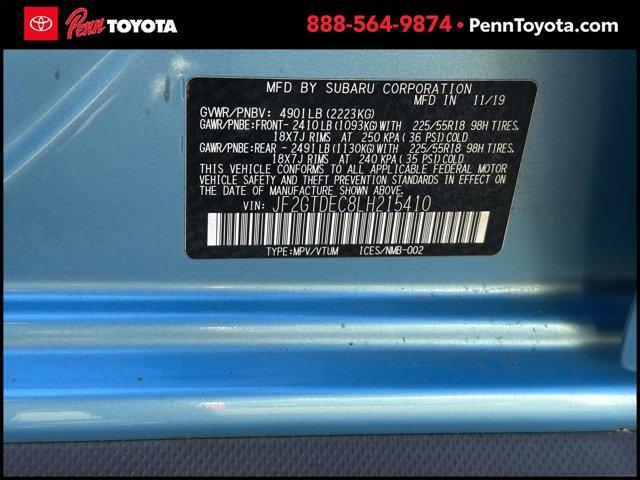 Penn TOYOTA
888-564-9874 • PennToyota.com
MFD BY SUBARU CORPORATION
MFD IN 11/19
GVWR/PNBV: 4901LB(2223KG)
GAWR/PNBE:FRONT-2410LB(1093KG)WITH 225/55R18 98H TIRES,
18X7J RIMS AT 250 KPA( 36 PSI)COLD
GAWR/PNBE:REAR -2491LB(1130KG)WITH 225/55R18 98H TIRES,
18X7J RIMS AT 240 KPA( 35 PSI)COLD
THIS VEHICLE CONFORMS TO ALL APPLICABLE FEDERAL MOTOR
VEHICLE SAFETY AND THEFT PREVENTION STANDARDS IN EFFECT ON THE
DATE OF MANUFACTURE SHOWN ABOVE.
VIN: JF2GTDEC8LH215410
TYPE:MPV/VTUM ICES/NMB-002